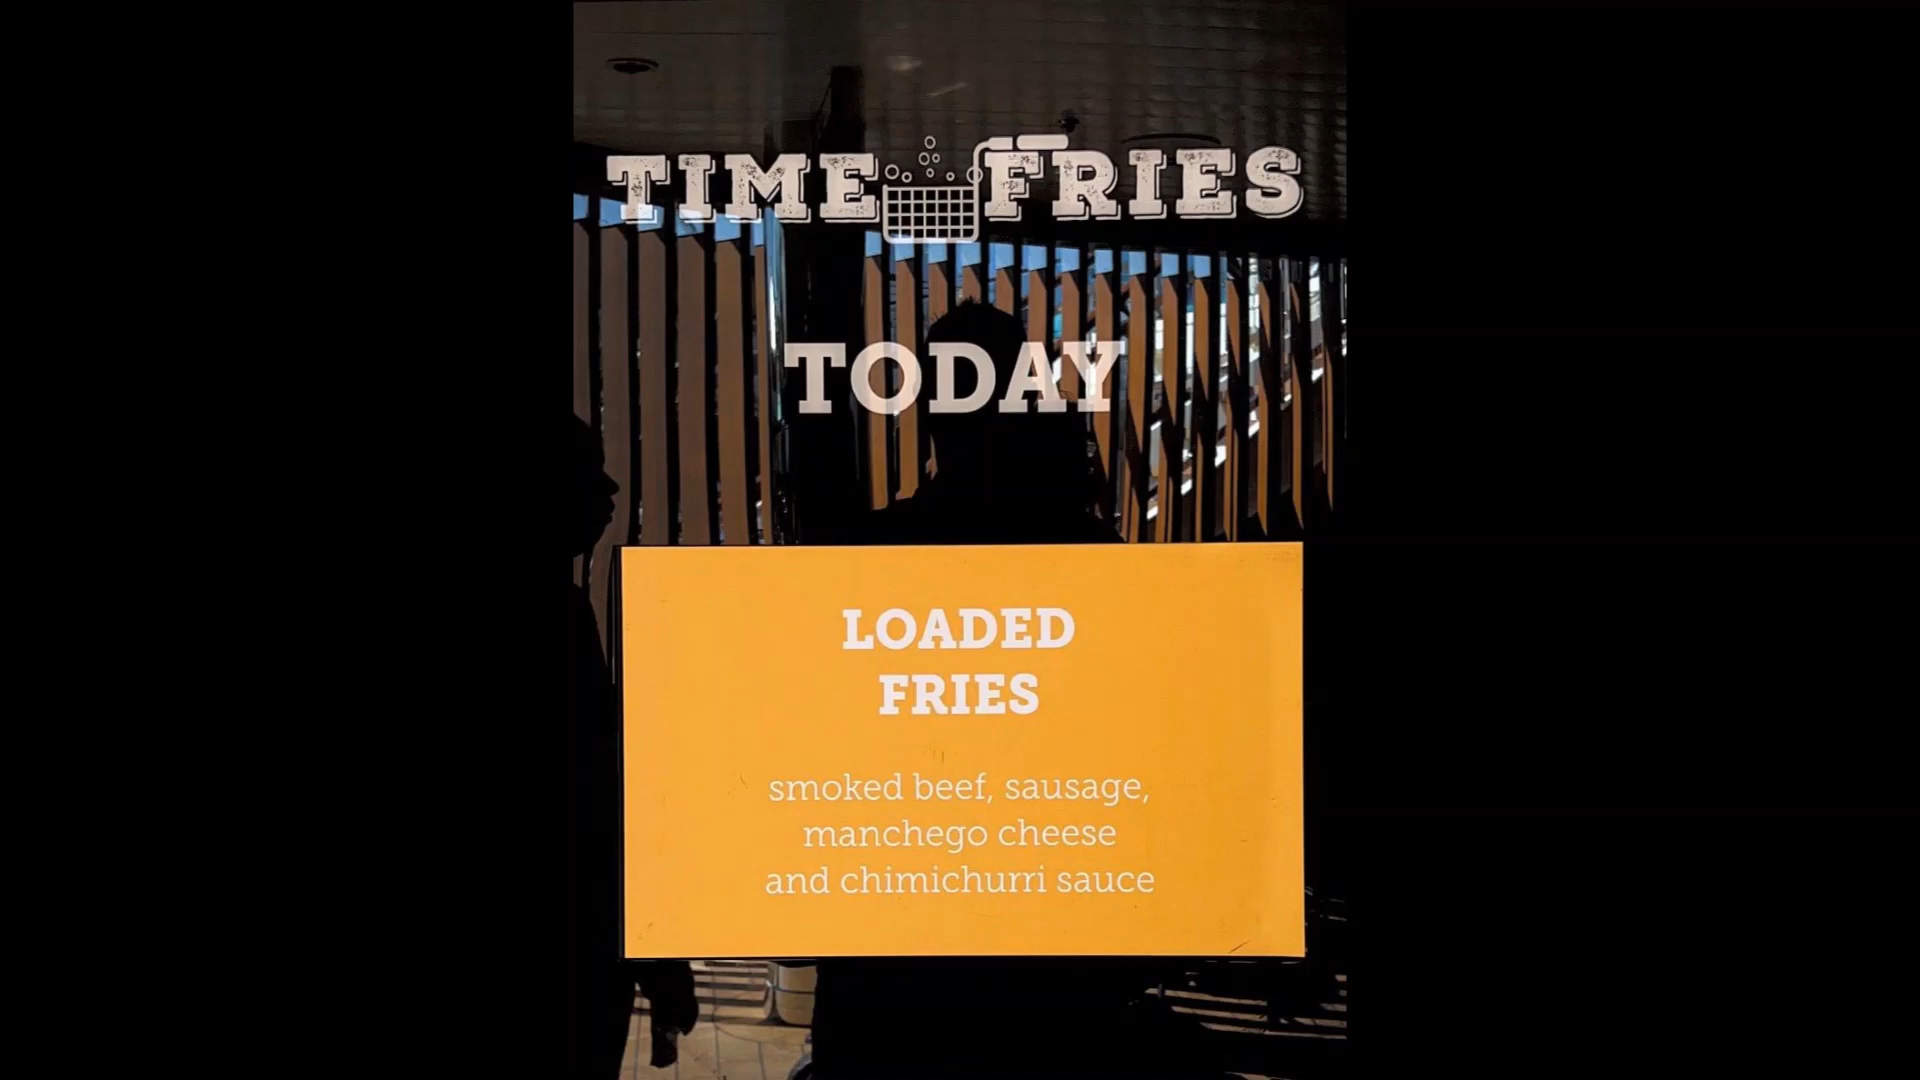 TIME FRIES
TODAY
LOADED
FRIES
smoked beef, sausage,
manchego cheese
and chimichurri sauce